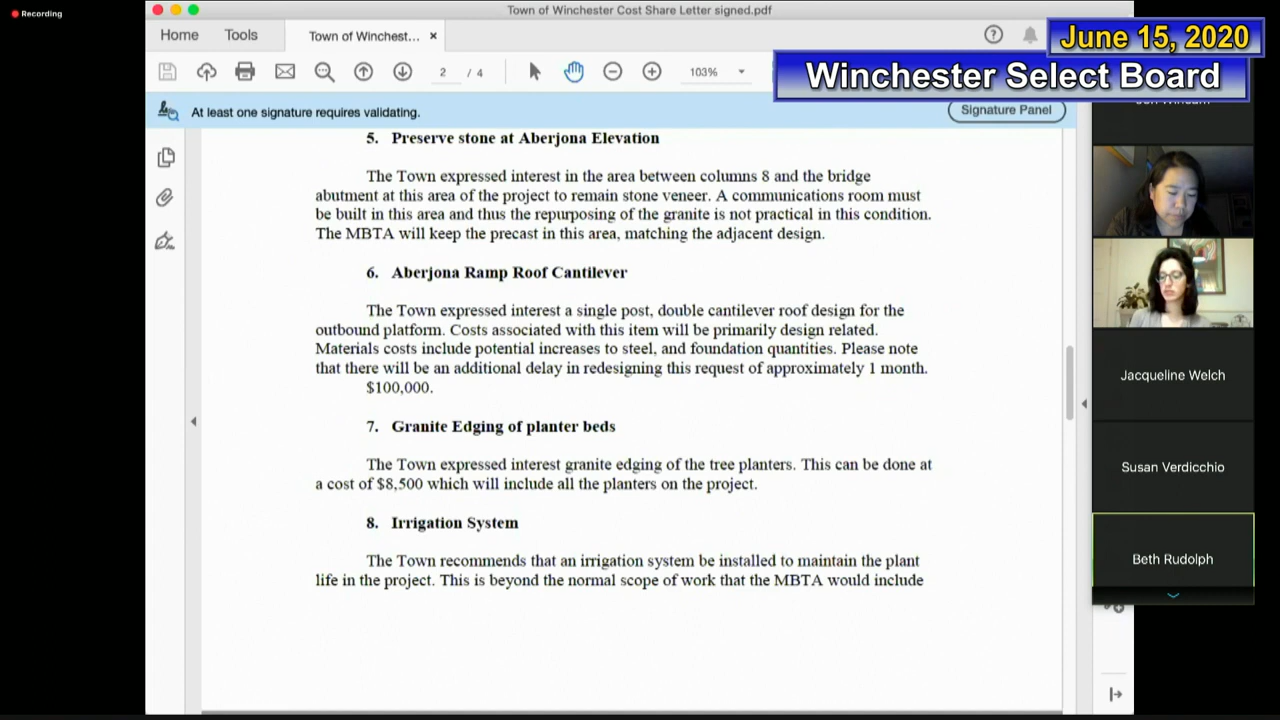 Recording
Town of Winchester Cost Share Letter signed.pdf
June 15, 2020
Winchester Select Board
Home
Tools
Town of Winchest...
2 / 4
103%
At least one signature requires validating.
Signature Panel
5. Preserve stone at Aberjona Elevation
The Town expressed interest in the area between columns 8 and the bridge
abutment at this area of the project to remain stone veneer. A communications room must
be built in this area and thus the repurposing of the granite is not practical in this condition.
The MBTA will keep the precast in this area, matching the adjacent design.
6. Aberjona Ramp Roof Cantilever
The Town expressed interest a single post, double cantilever roof design for the
outbound platform. Costs associated with this item will be primarily design related.
Materials costs include potential increases to steel, and foundation quantities. Please note
that there will be an additional delay in redesigning this request of approximately 1 month.
$100,000.
7. Granite Edging of planter beds
The Town expressed interest granite edging of the tree planters. This can be done at
a cost of $8,500 which will include all the planters on the project.
8. Irrigation System
The Town recommends that an irrigation system be installed to maintain the plant
life in the project. This is beyond the normal scope of work that the MBTA would include
Jacqueline Welch
Susan Verdicchio
Beth Rudolph